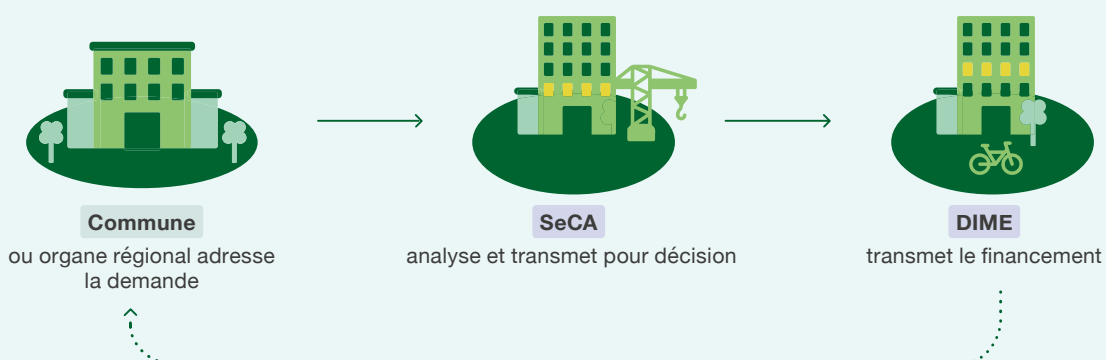 Commune
ou organe régional adresse
la demande
SeCA
analyse et transmet pour décision
DIME
transmet le financement